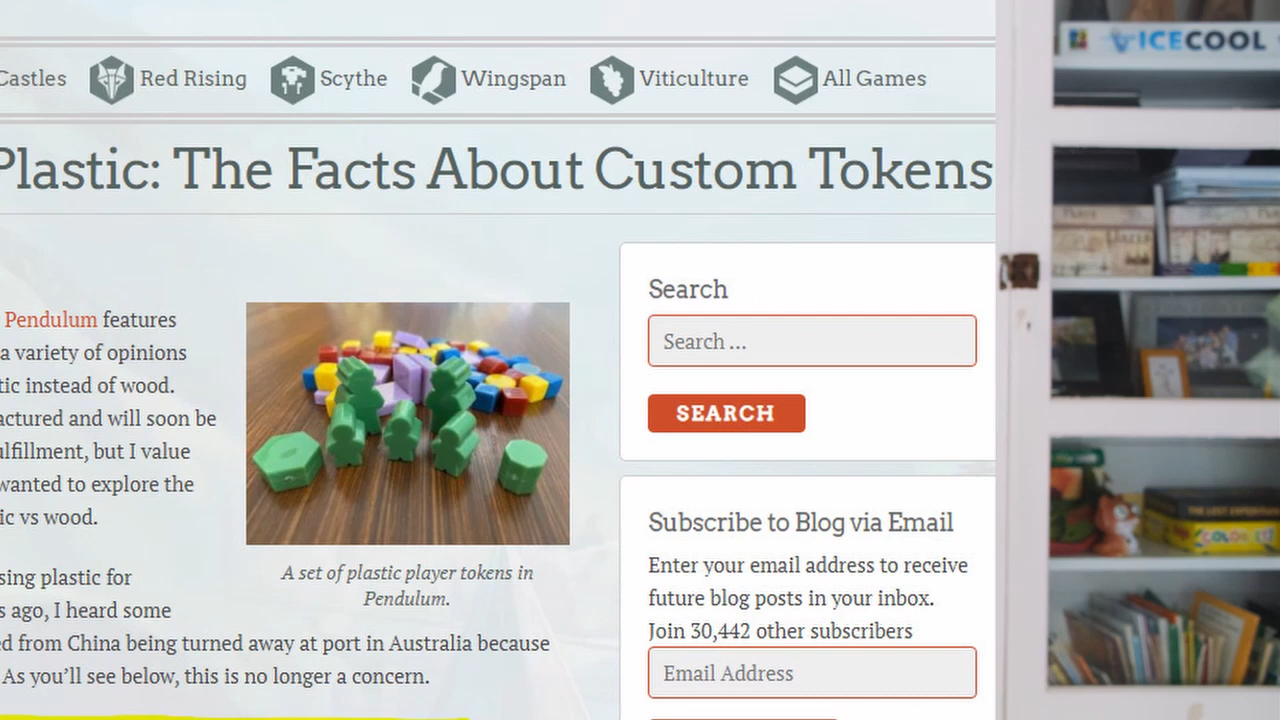 Castles Red Rising Scythe Wingspan Viticulture All Games
Plastic: The Facts About Custom Tokens
Pendulum features
a variety of opinions
tic instead of wood.
actured and will soon be
ulfillment, but I value
wanted to explore the
ic vs wood.
A set of plastic player tokens in
Pendulum.
sing plastic for
s ago, I heard some
ed from China being turned away at port in Australia because
As you’ll see below, this is no longer a concern.
Search
Search ...
SEARCH
Subscribe to Blog via Email
Enter your email address to receive
future blog posts in your inbox.
Join 30,442 other subscribers
Email Address
ICECOOL
THE LOST EXPEDITION